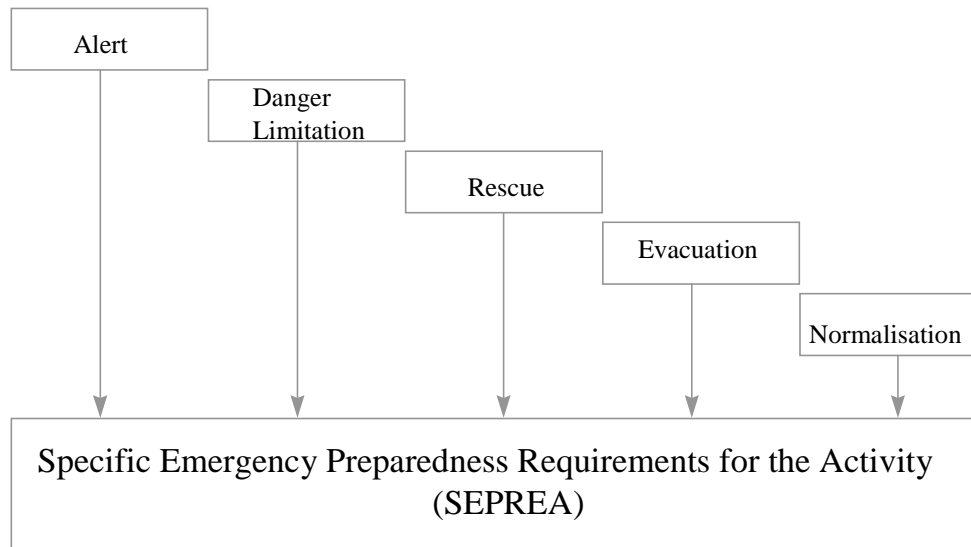 Alert
Danger
Limitation
Rescue
Evacuation
Normalisation
Specific Emergency Preparedness Requirements for the Activity
(SEPREA)